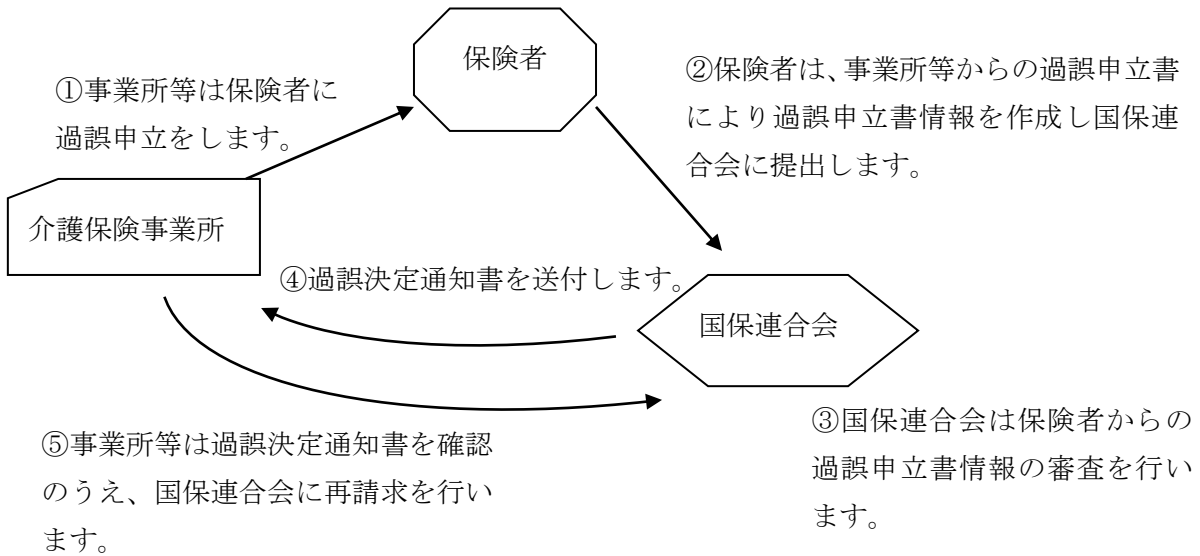 保険者
①事業所等は保険者に
過誤申立をします。
②保険者は、事業所等からの過誤申立書
により過誤申立書情報を作成し国保連
合会に提出します。
介護保険事業所
④過誤決定通知書を送付します。
国保連合会
③国保連合会は保険者からの
過誤申立書情報の審査を行い
ます。
⑤事業所等は過誤決定通知書を確認
のうえ、国保連合会に再請求を行い
ます。